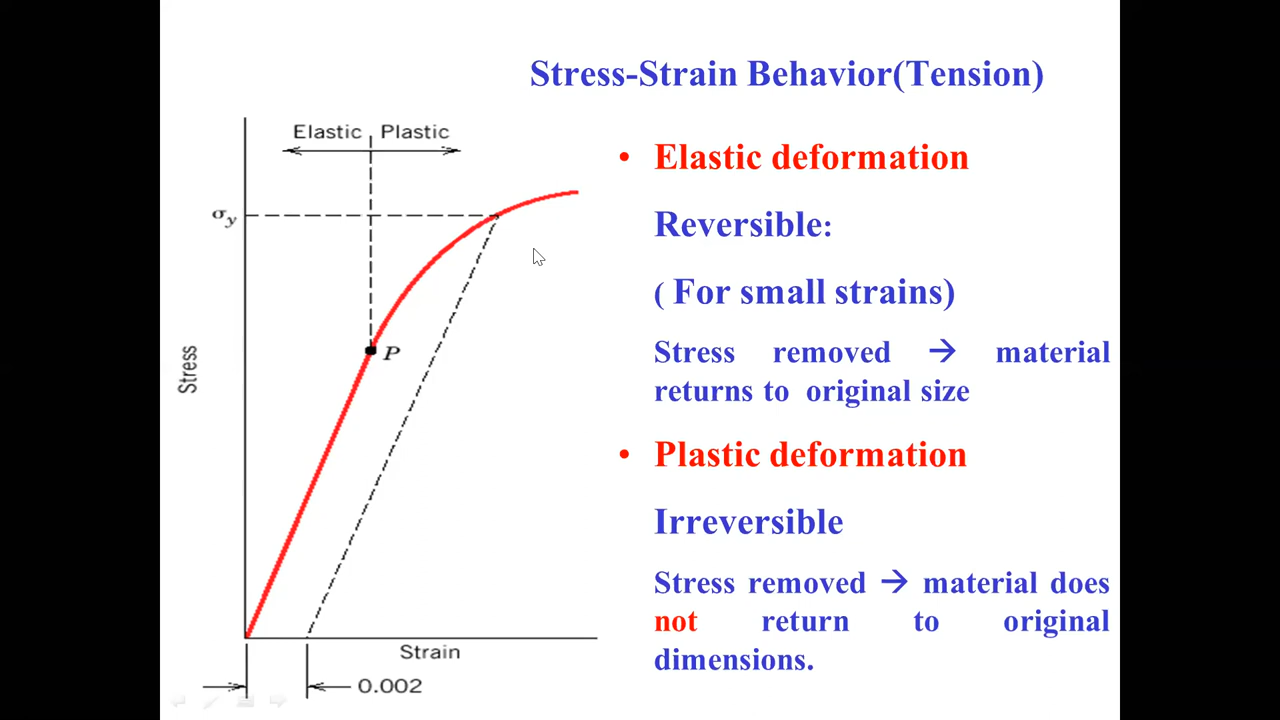 Stress-Strain Behavior(Tension)
Elastic Plastic
σy
P
Stress
Strain
0.002
• Elastic deformation
Reversible:
( For small strains)
Stress removed → material
returns to original size
• Plastic deformation
Irreversible
Stress removed → material does
not return to original
dimensions.